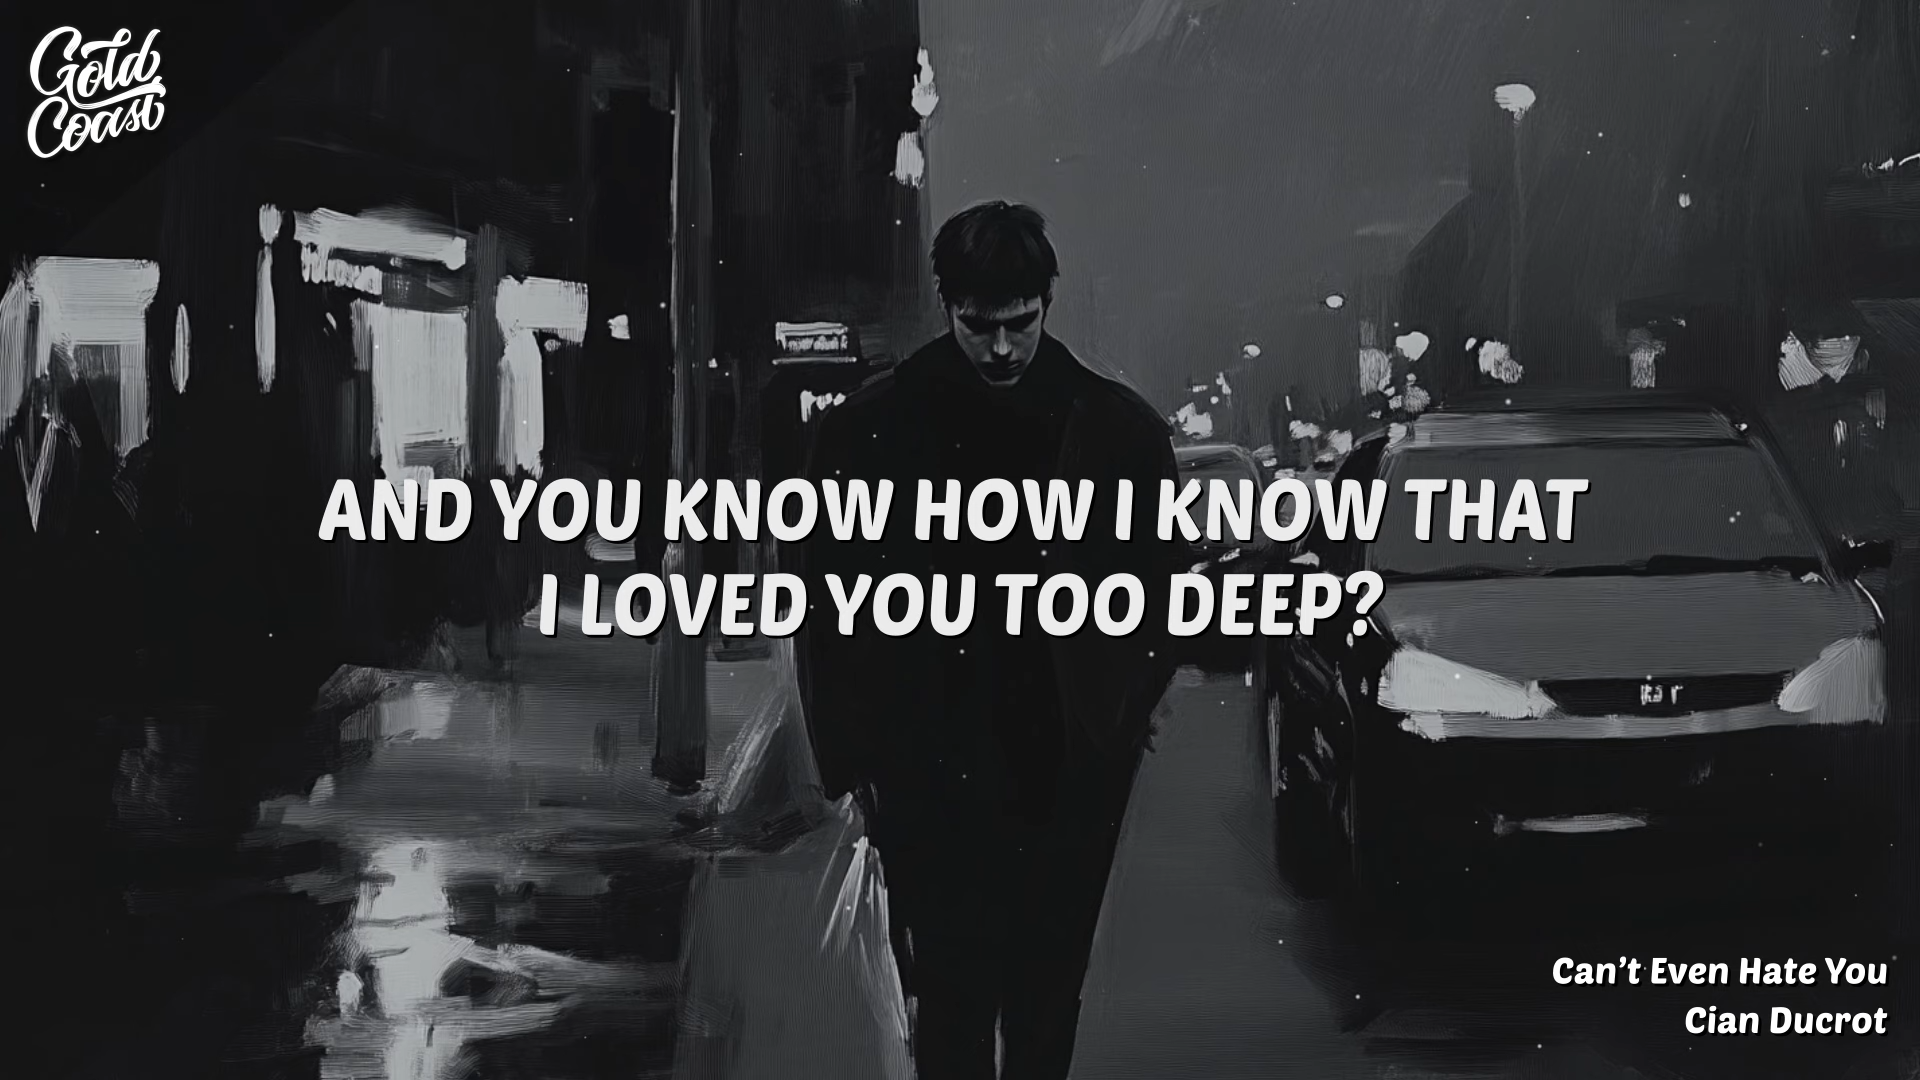 Gold
Coast
AND YOU KNOW HOW I KNOW THAT
I LOVED YOU TOO DEEP?
Can't Even Hate You
Cian Ducrot